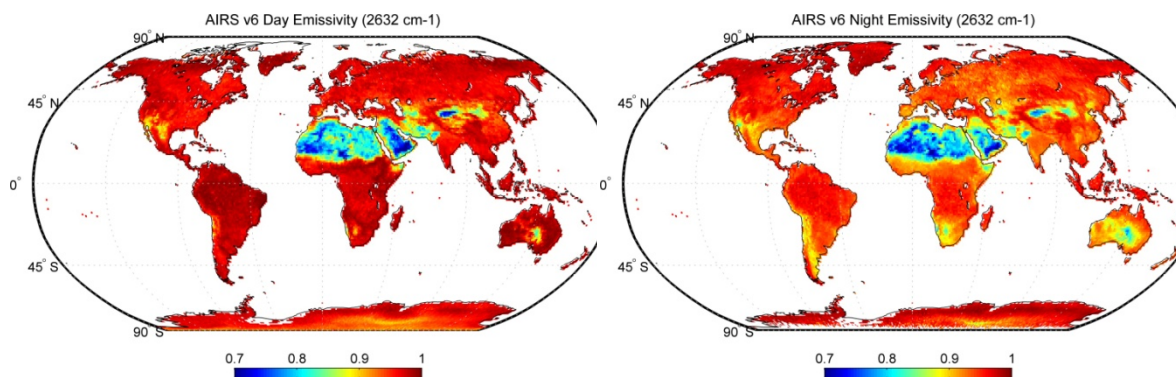 AIRS v6 Day Emissivity (2632 cm-1)
90° N
45° N
0°
45° S
90° S
0.7 0.8 0.9 1
AIRS v6 Night Emissivity (2632 cm-1)
90° N
45° N
0°
45° S
90° S
0.7 0.8 0.9 1